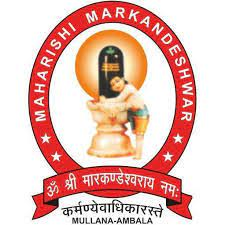 MAHARISHI MARKANDESHWAR
ॐ श्री मारकण्डेश्वराय नमः
कर्मण्येवाधिकारस्ते
MULLANA-AMBALA